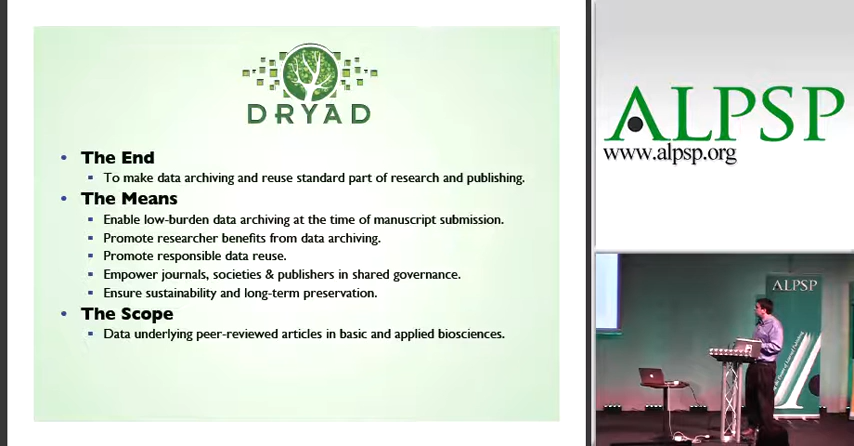 DRYAD
• The End
▪ To make data archiving and reuse standard part of research and publishing.
• The Means
▪ Enable low-burden data archiving at the time of manuscript submission.
▪ Promote researcher benefits from data archiving.
▪ Promote responsible data reuse.
▪ Empower journals, societies & publishers in shared governance.
▪ Ensure sustainability and long-term preservation.
• The Scope
▪ Data underlying peer-reviewed articles in basic and applied biosciences.
ALPSP
www.alpsp.org
ALPSP